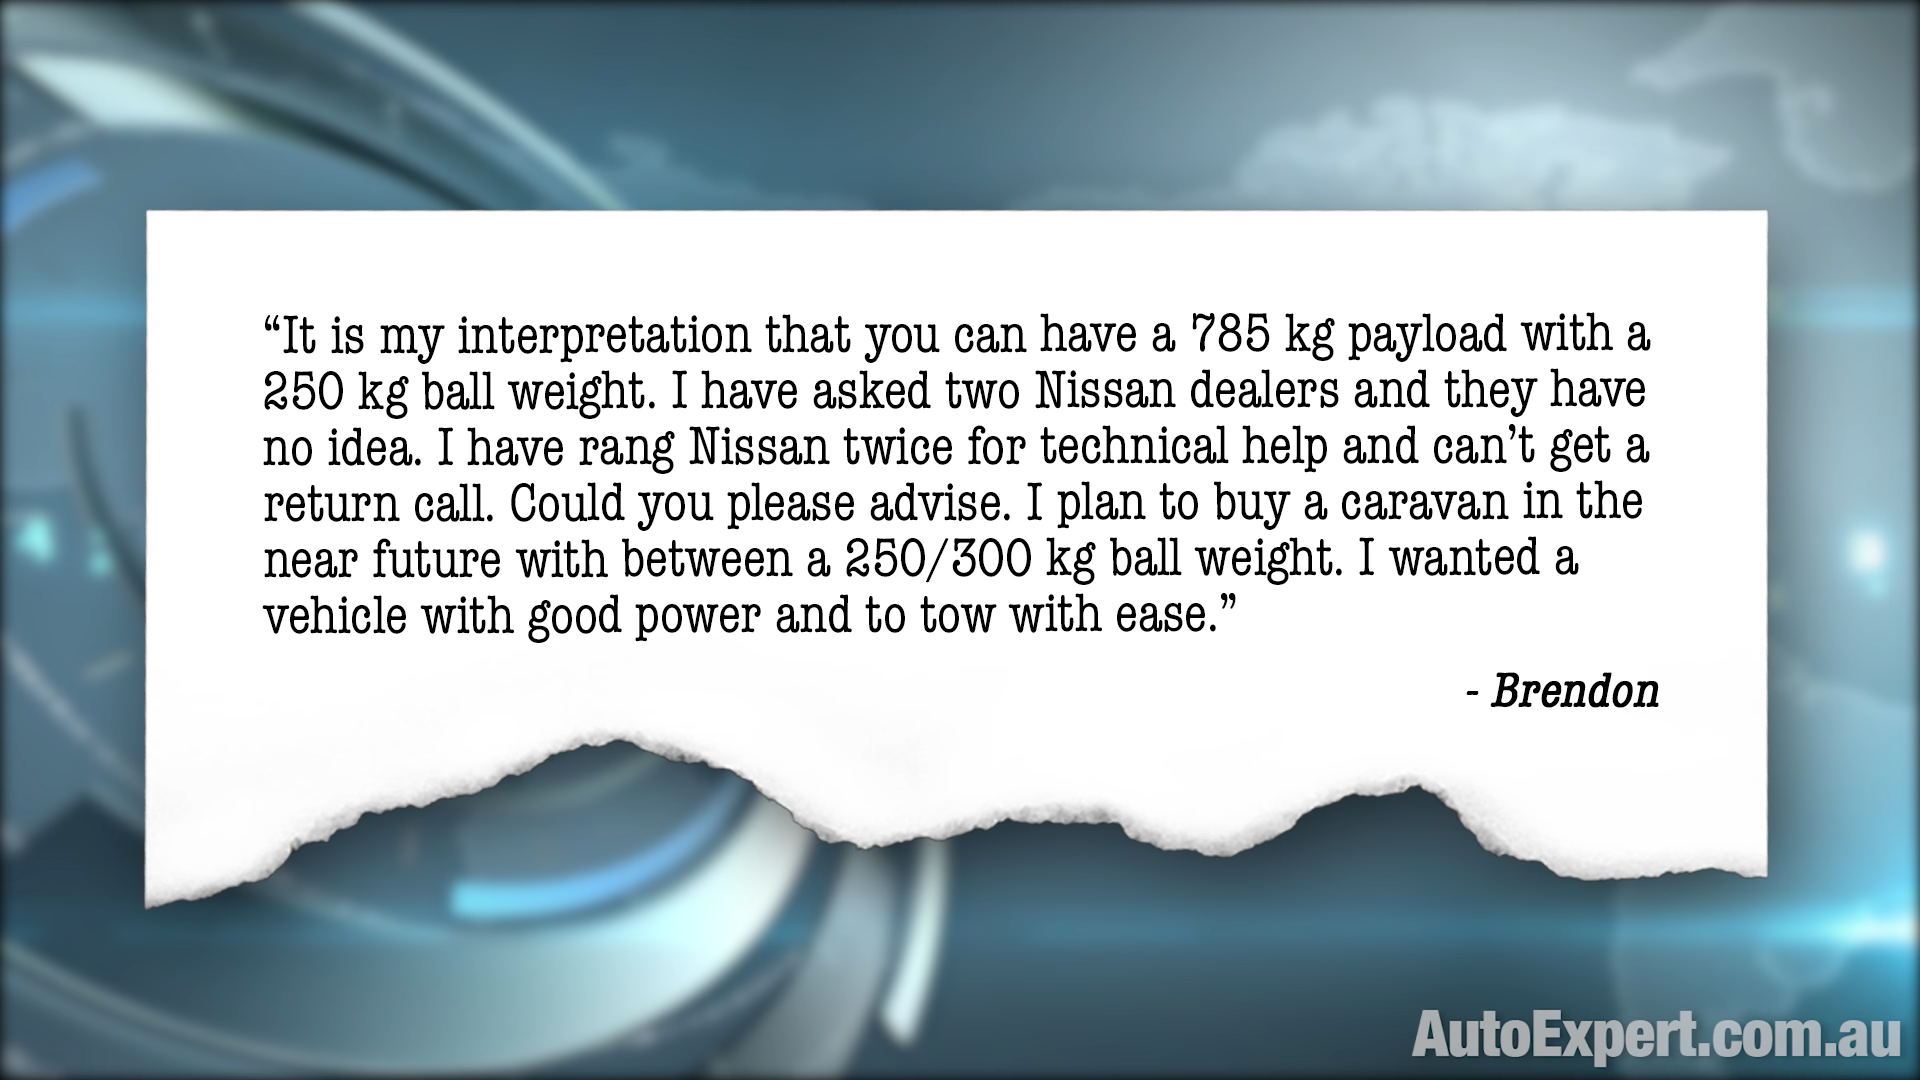 “It is my interpretation that you can have a 785 kg payload with a
250 kg ball weight. I have asked two Nissan dealers and they have
no idea. I have rang Nissan twice for technical help and can’t get a
return call. Could you please advise. I plan to buy a caravan in the
near future with between a 250/300 kg ball weight. I wanted a
vehicle with good power and to tow with ease.”
- Brendon
AutoExpert.com.au